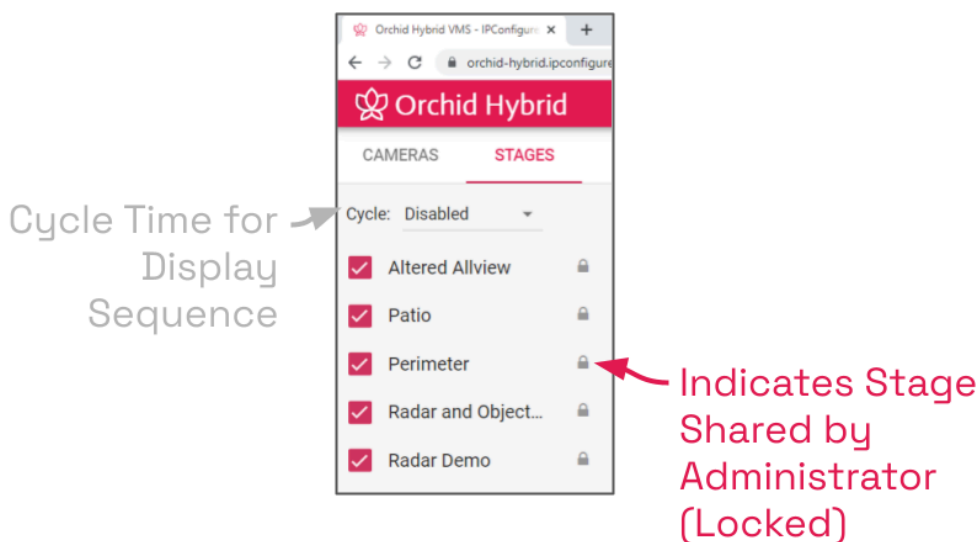 Orchid Hybrid VMS - IPConfigure
orchid-hybrid.ipconfigure
Orchid Hybrid
CAMERAS STAGES
Cycle Time for
Display
Sequence
Cycle: Disabled
Altered Allview
Patio
Perimeter
Radar and Object...
Radar Demo
Indicates Stage
Shared by
Administrator
(Locked)